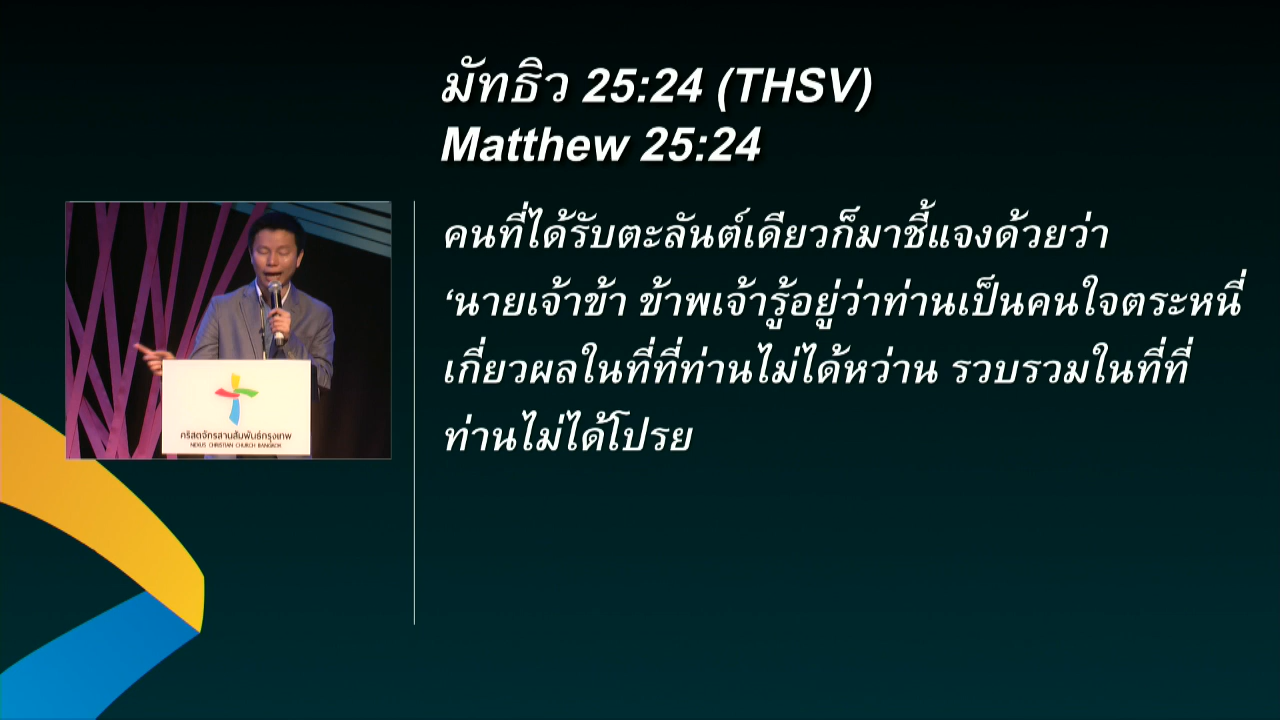 มัทธิว 25:24 (THSV)
Matthew 25:24
คนที่ได้รับตะลันต์เดียวก็มาชี้แจงด้วยว่า
‘นายเจ้าข้า ข้าพเจ้ารู้อยู่ว่าท่านเป็นคนใจตระหนี่
เกี่ยวผลในที่ที่ท่านไม่ได้หว่าน รวบรวมในที่ที่
ท่านไม่ได้โปรย
คริสตจักรสานสัมพันธ์กรุงเทพ
NEXUS CHRISTIAN CHURCH BANGKOK